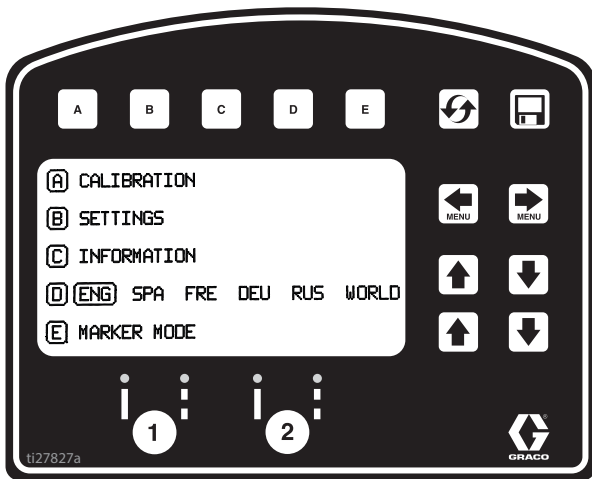 A B C D E
MENU MENU
A CALIBRATION
B SETTINGS
C INFORMATION
D ENG SPA FRE DEU RUS WORLD
E MARKER MODE
1 2
ti27827a
GRACO